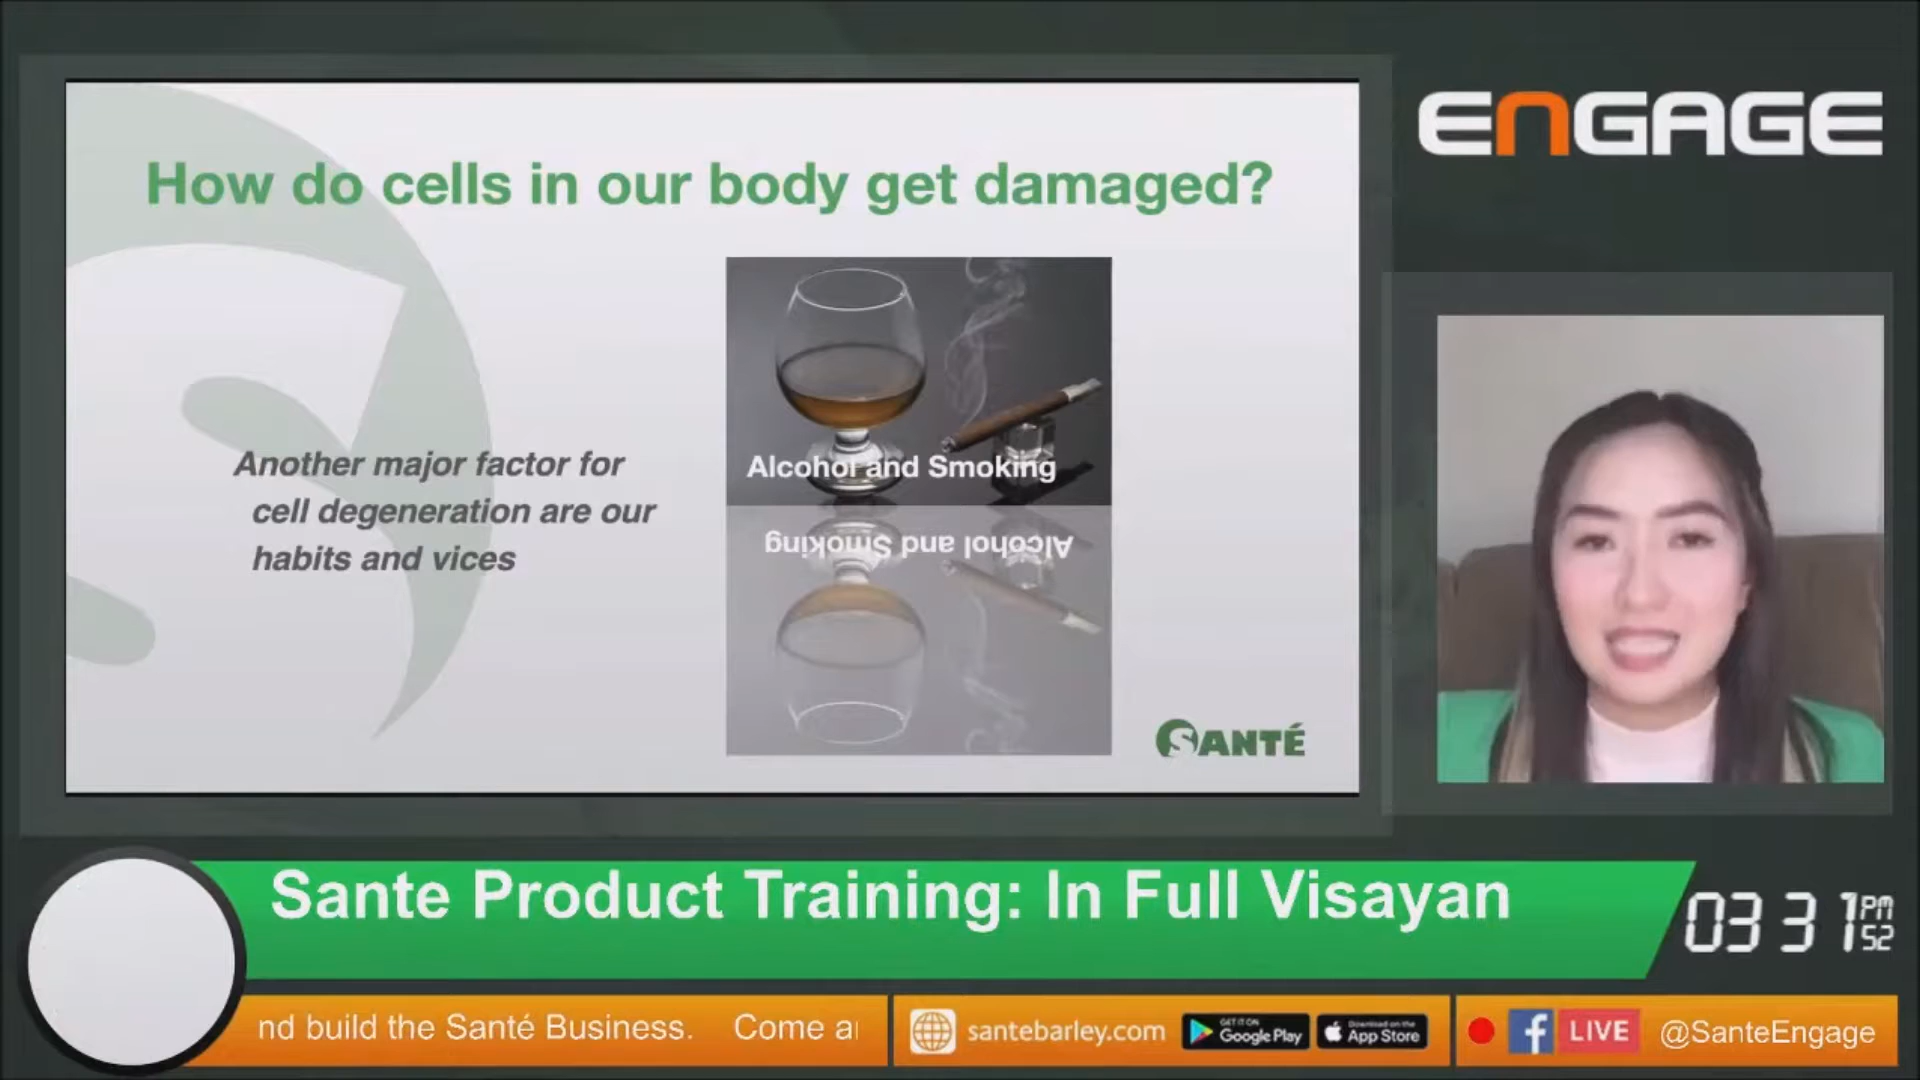 ENGAGE
How do cells in our body get damaged?
Another major factor for
cell degeneration are our
habits and vices
Alcohol and Smoking
Alcohol and Smoking
SANTÉ
Sante Product Training: In Full Visayan
03 31 PM 52
nd build the Santé Business. Come a
santebarley.com
GET IT ON
Google Play
Download on the
App Store
f LIVE @SanteEngage